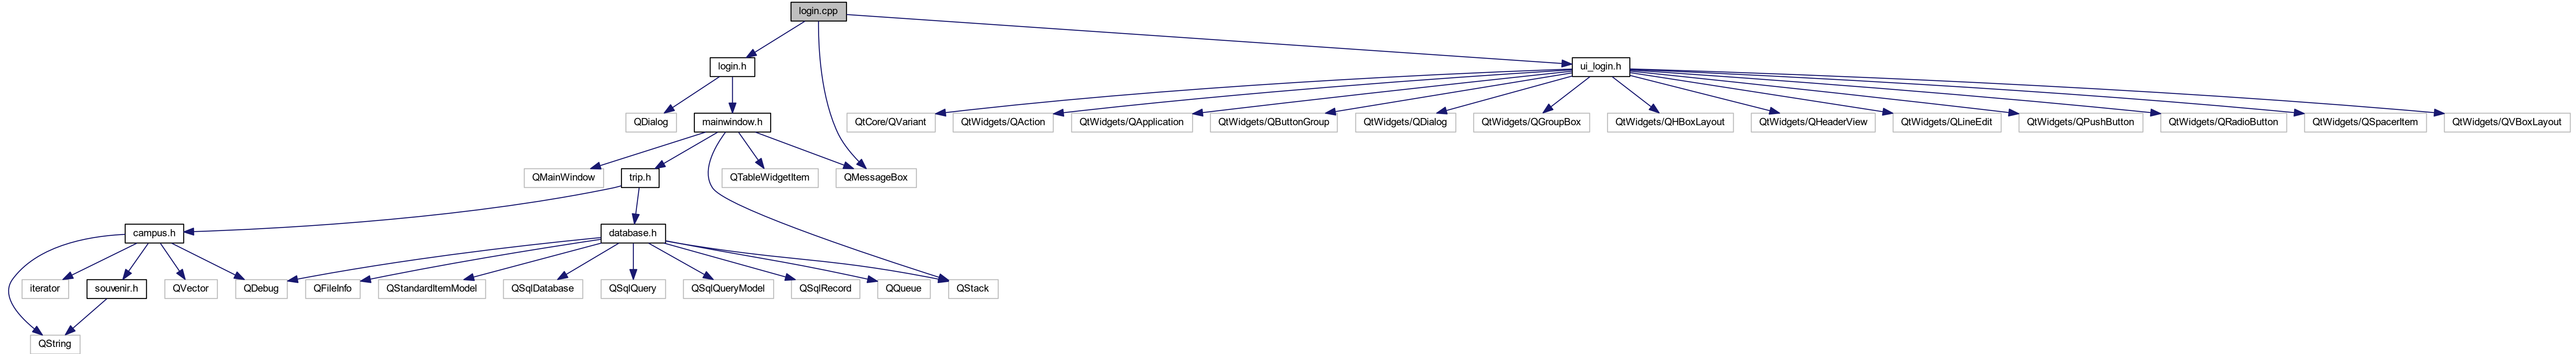 login.cpp
login.h
ui_login.h
QDialog
mainwindow.h
QtCore/QVariant
QtWidgets/QAction
QtWidgets/QApplication
QtWidgets/QButtonGroup
QtWidgets/QDialog
QtWidgets/QGroupBox
QtWidgets/QHBoxLayout
QtWidgets/QHeaderView
QtWidgets/QLineEdit
QtWidgets/QPushButton
QtWidgets/QRadioButton
QtWidgets/QSpacerItem
QtWidgets/QVBoxLayout
QMainWindow
trip.h
QTableWidgetItem
QMessageBox
campus.h
database.h
iterator
souvenir.h
QVector
QDebug
QFileInfo
QStandardItemModel
QSqlDatabase
QSqlQuery
QSqlQueryModel
QSqlRecord
QQueue
QStack
QString